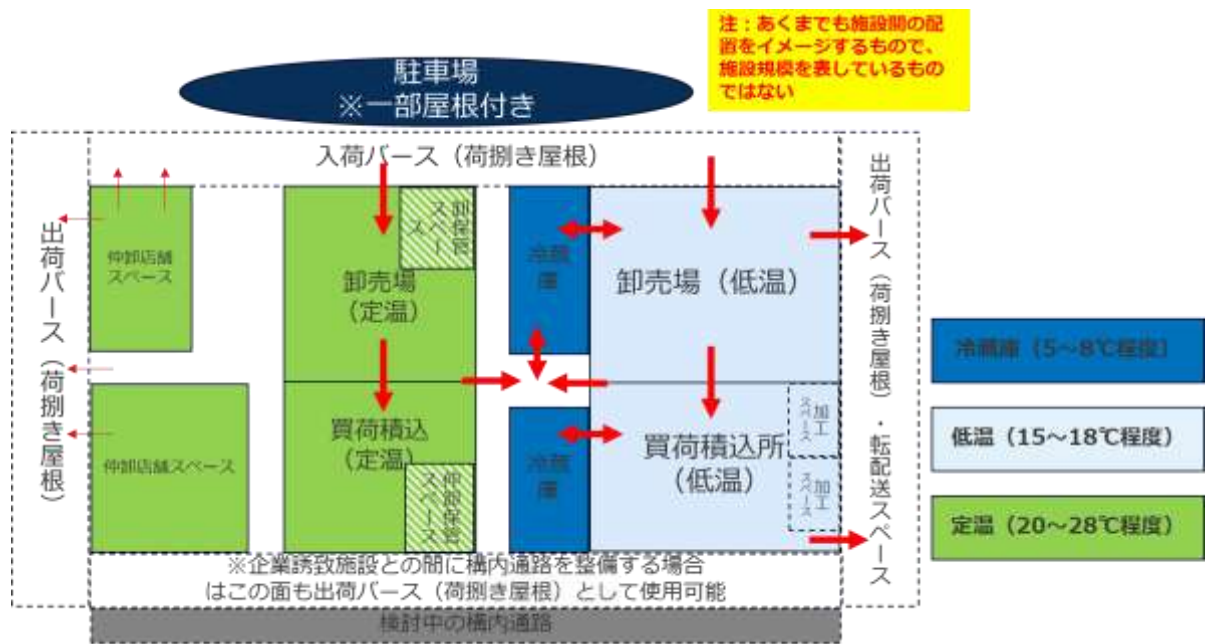 注：あくまでも施設間の配
置をイメージするもので、
施設規模を表しているもの
ではない
駐車場
※一部屋根付き
入荷バース（荷捌き屋根）
出荷バース（荷捌き屋根）
仲卸店舗
スペース
仲卸店舗スペース
卸売場
（定温）
卸保管
スペー
ス
買荷積込
（定温）
仲卸保管
スペース
冷蔵
庫
冷蔵
庫
卸売場（低温）
買荷積込所
（低温）
加工
スペース
加工
スペース
出荷バース（荷捌き屋根）・転配送スペース
冷蔵庫（5～8℃程度）
低温（15～18℃程度）
定温（20～28℃程度）
※企業誘致施設との間に構内通路を整備する場合
はこの面も出荷バース（荷捌き屋根）として使用可能
検討中の構内通路